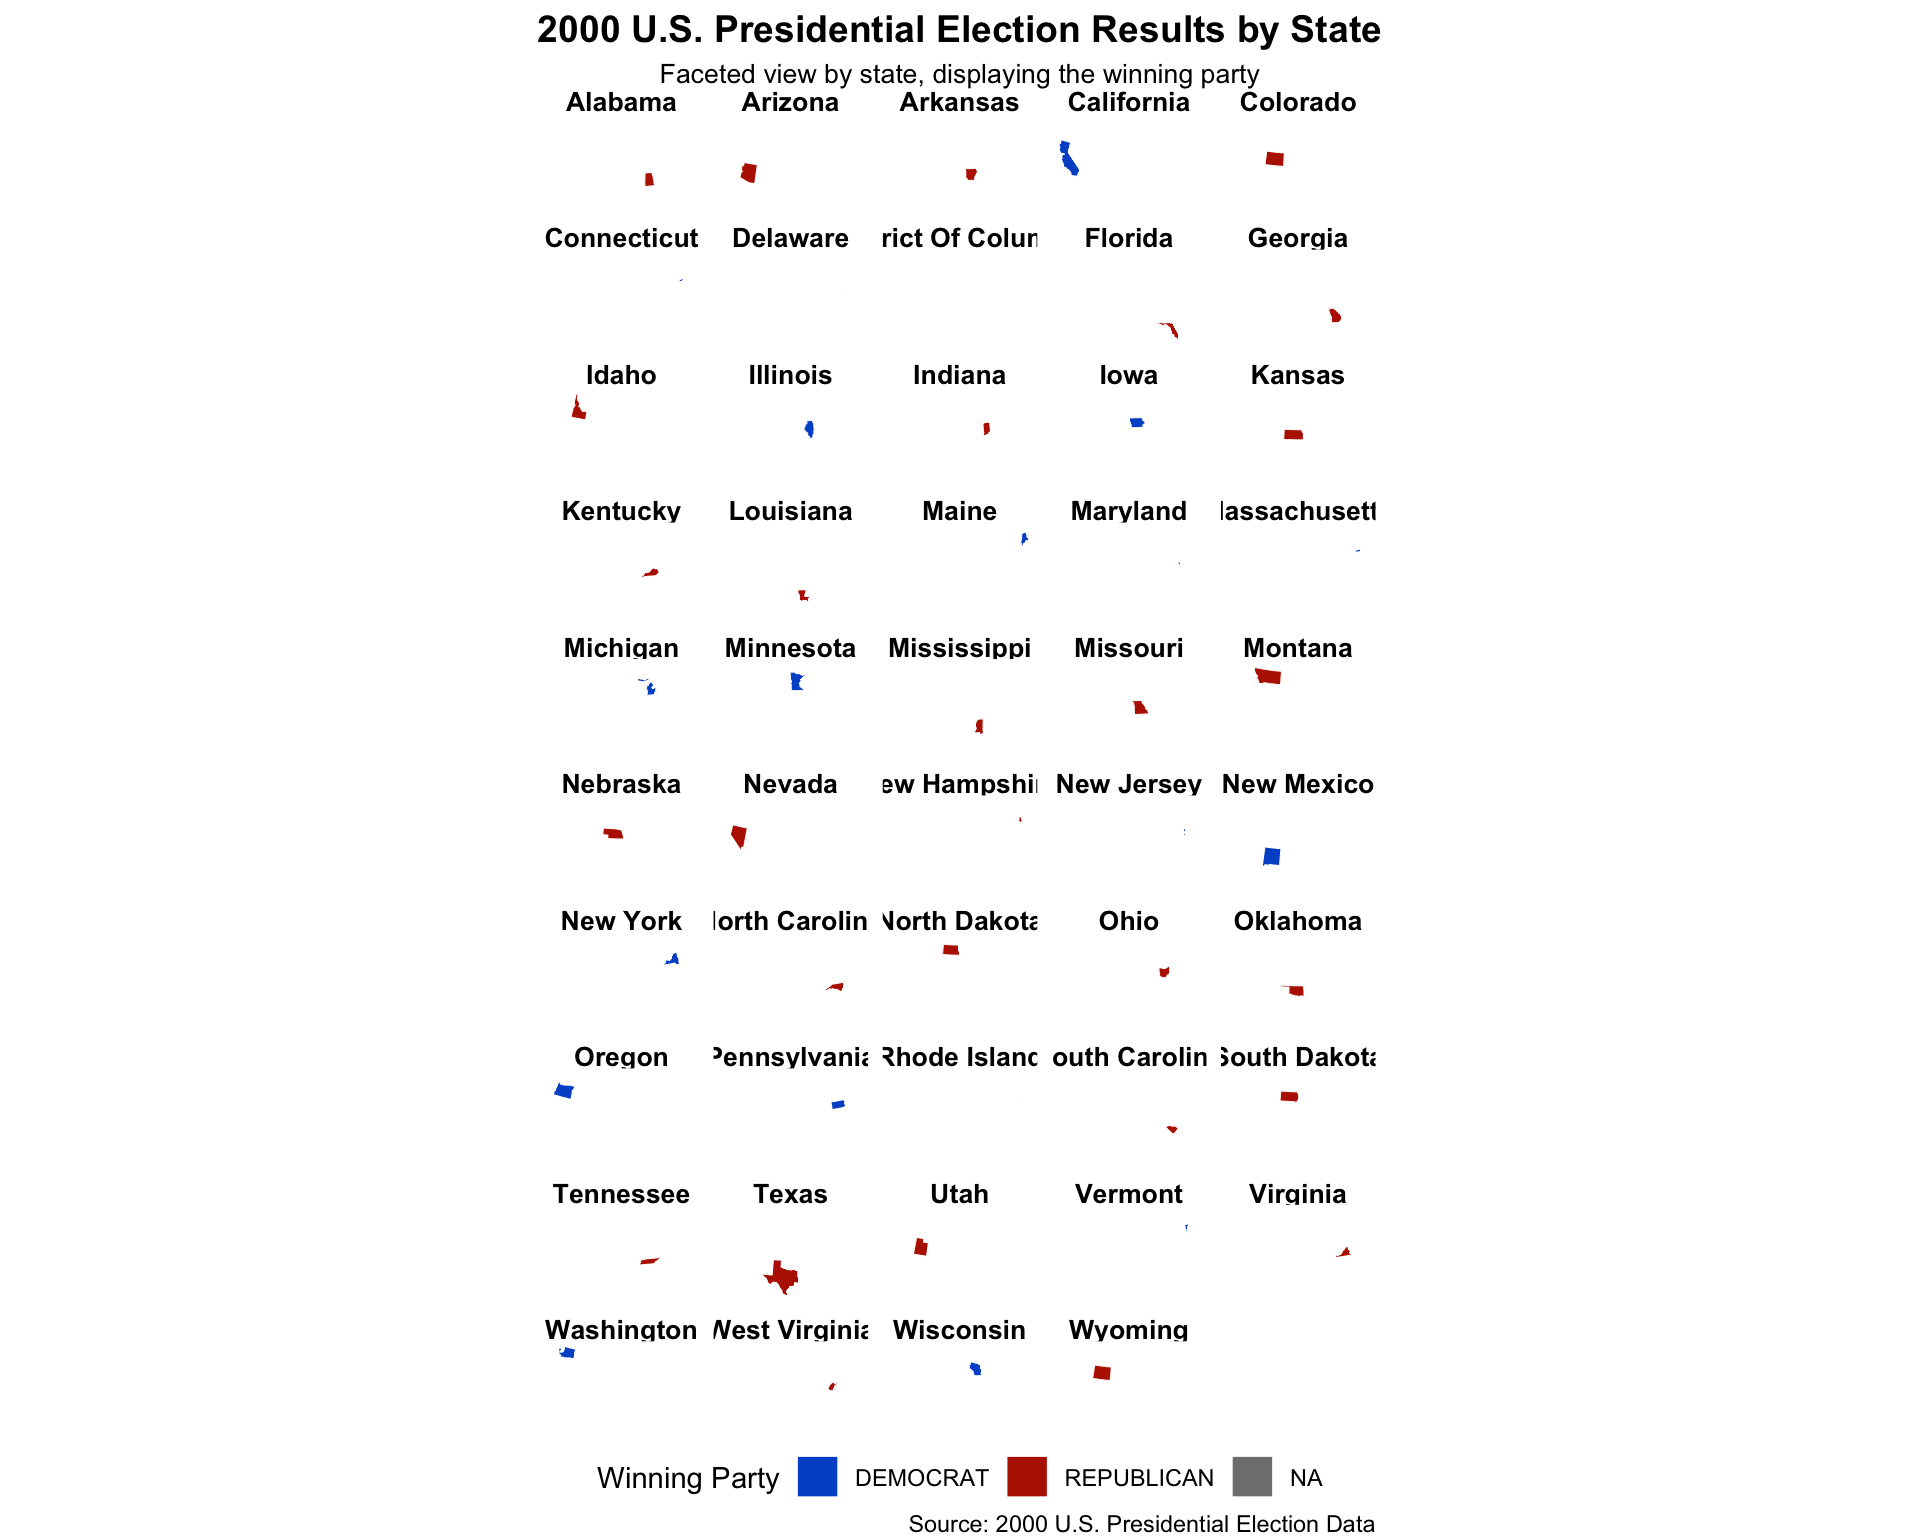 2000 U.S. Presidential Election Results by State
Faceted view by state, displaying the winning party
Alabama Arizona Arkansas California Colorado
Connecticut Delaware rict Of Colur Florida Georgia
Idaho Illinois Indiana Iowa Kansas
Kentucky Louisiana Maine Maryland lassachusett
Michigan Minnesota Mississippi Missouri Montana
Nebraska Nevada ew Hampshi New Jersey New Mexico
New York orth Carolin North Dakota Ohio Oklahoma
Oregon Pennsylvania Rhode Island outh Carolin South Dakota
Tennessee Texas Utah Vermont Virginia
Washington West Virginia Wisconsin Wyoming
Winning Party DEMOCRAT REPUBLICAN NA
Source: 2000 U.S. Presidential Election Data